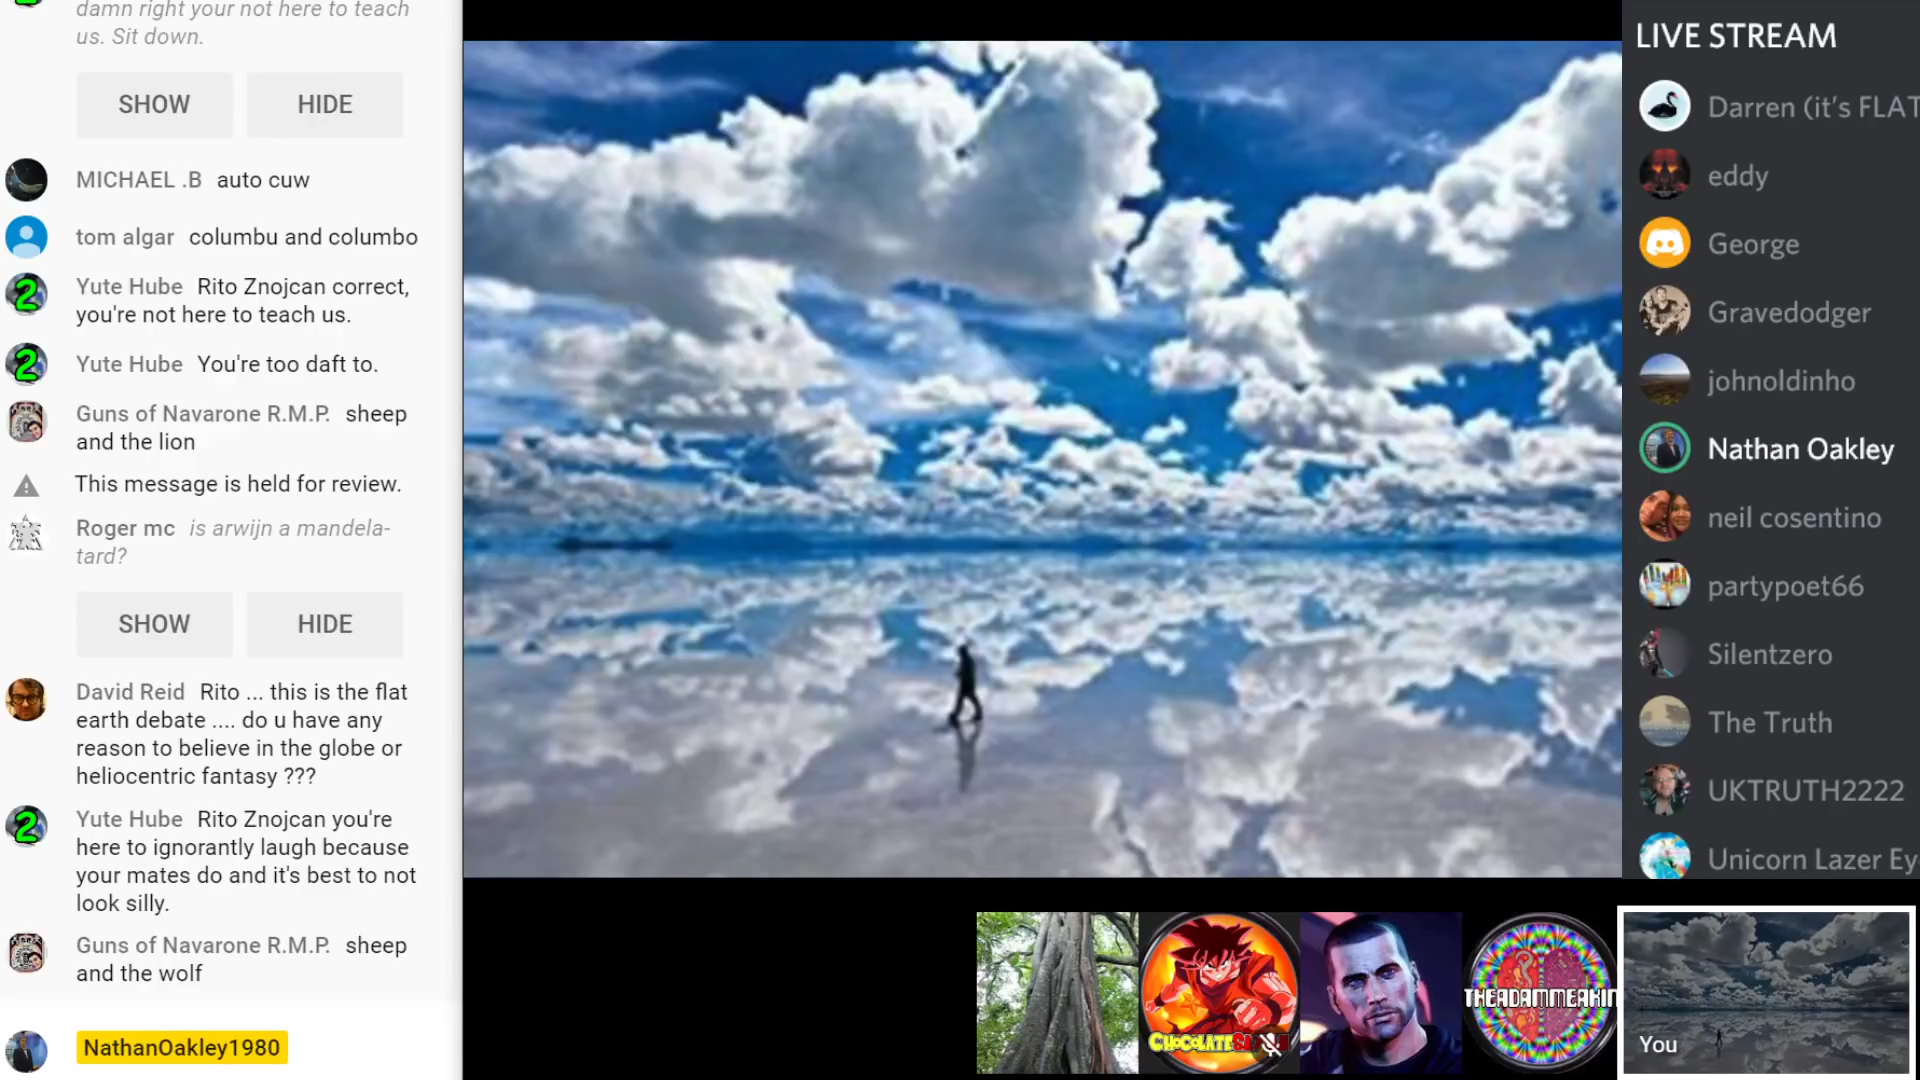 damn right your not here to teach
us. Sit down.
SHOW HIDE
MICHAEL .B auto cuw
tom algar columbu and columbo
Yute Hube Rito Znojcan correct,
you're not here to teach us.
Yute Hube You're too daft to.
Guns of Navarone R.M.P. sheep
and the lion
This message is held for review.
Roger mc is arwijn a mandela-
tard?
SHOW HIDE
David Reid Rito ... this is the flat
earth debate .... do u have any
reason to believe in the globe or
heliocentric fantasy ???
Yute Hube Rito Znojcan you're
here to ignorantly laugh because
your mates do and it's best to not
look silly.
Guns of Navarone R.M.P. sheep
and the wolf
NathanOakley1980
LIVE STREAM
Darren (it's FLAT
eddy
George
Gravedodger
johnoldinho
Nathan Oakley
neil cosentino
partypoet66
Silentzero
The Truth
UKTRUTH2222
Unicorn Lazer Ey
THEADAMMEAKIN
You